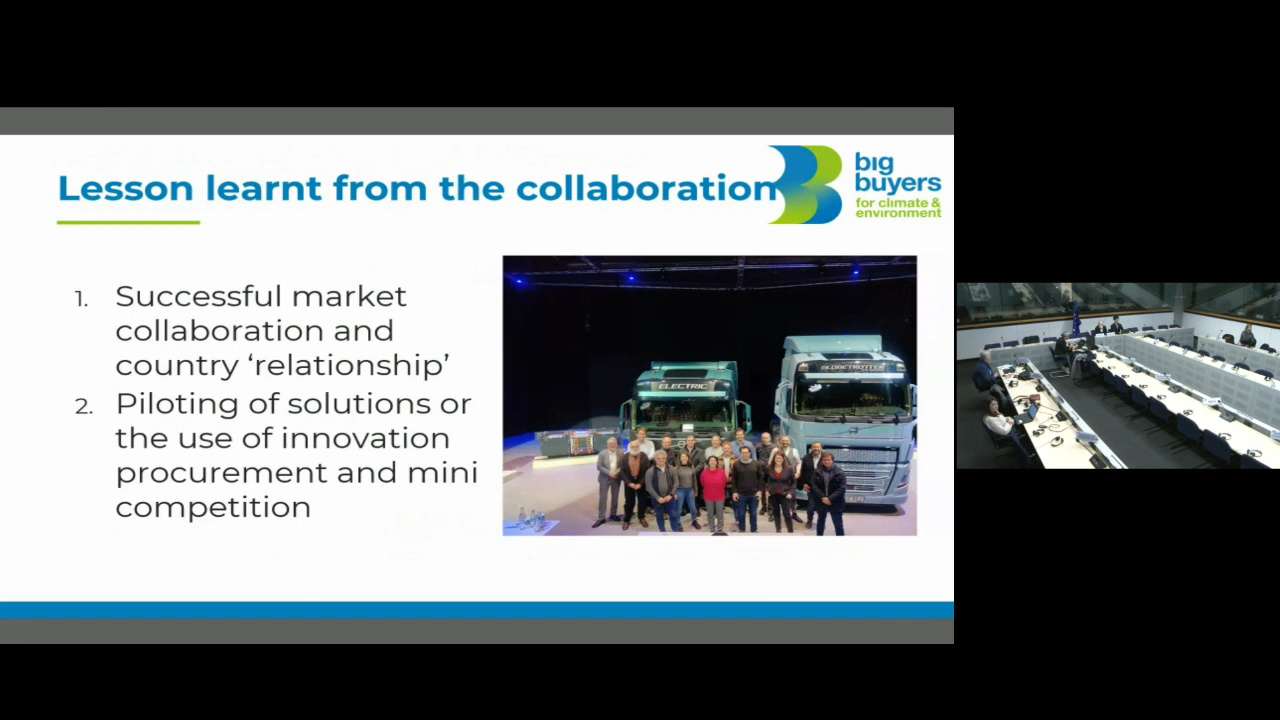 Lesson learnt from the collaboration
big
buyers
for climate &
environment
1. Successful market
collaboration and
country ‘relationship’
2. Piloting of solutions or
the use of innovation
procurement and mini
competition
ELECTRIC
GLOBETROTTER